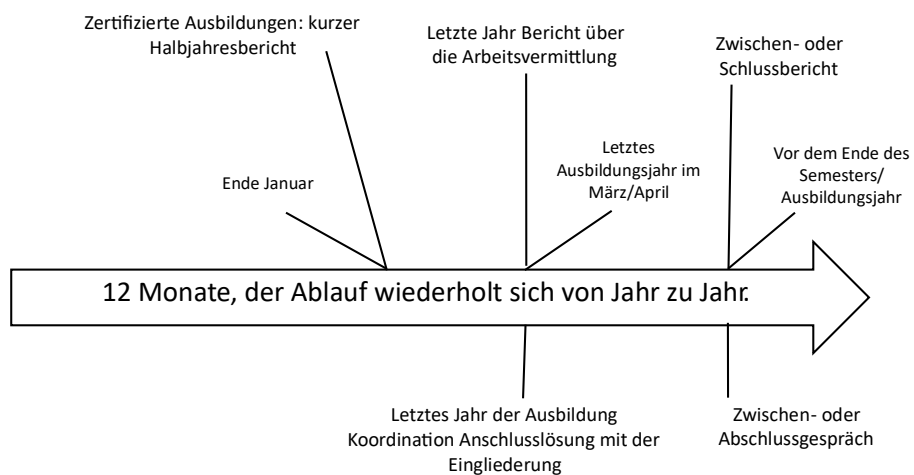 Zertifizierte Ausbildungen: kurzer
Halbjahresbericht
Letzte Jahr Bericht über
die Arbeitsvermittlung
Zwischen- oder
Schlussbericht
Ende Januar
Letztes
Ausbildungsjahr im
März/April
Vor dem Ende des
Semesters/
Ausbildungsjahr
12 Monate, der Ablauf wiederholt sich von Jahr zu Jahr.
Letztes Jahr der Ausbildung
Koordination Anschlusslösung mit der
Eingliederung
Zwischen- oder
Abschlussgespräch